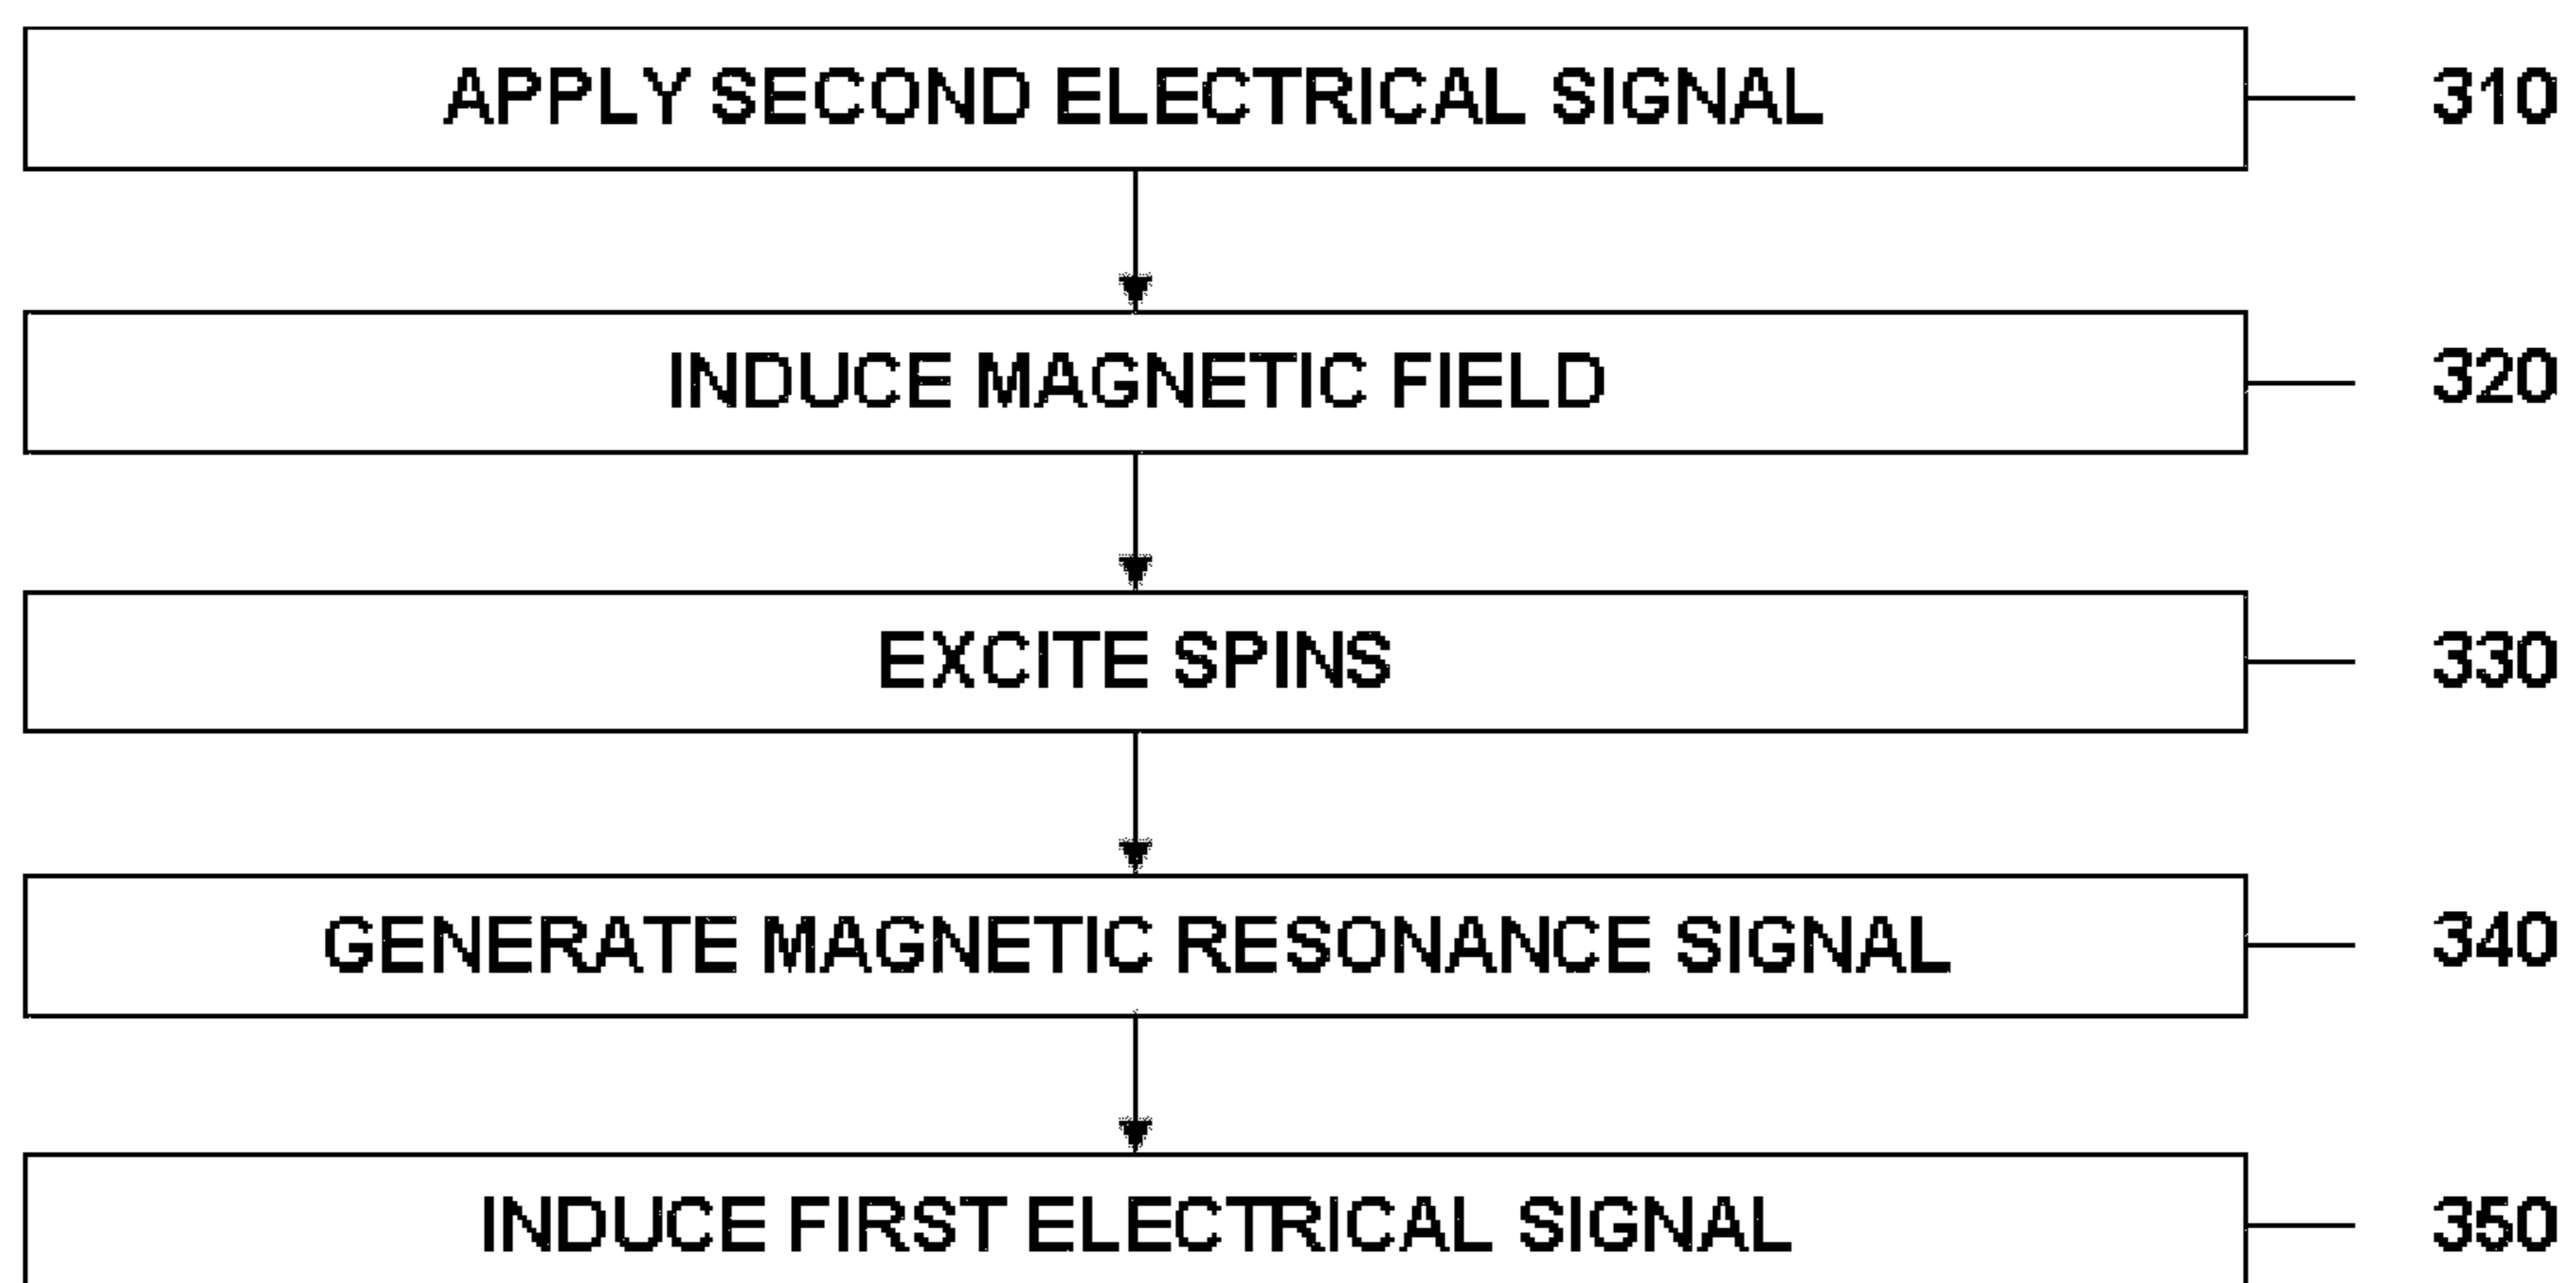 APPLY SECOND ELECTRICAL SIGNAL 310
INDUCE MAGNETIC FIELD 320
EXCITE SPINS 330
GENERATE MAGNETIC RESONANCE SIGNAL 340
INDUCE FIRST ELECTRICAL SIGNAL 350